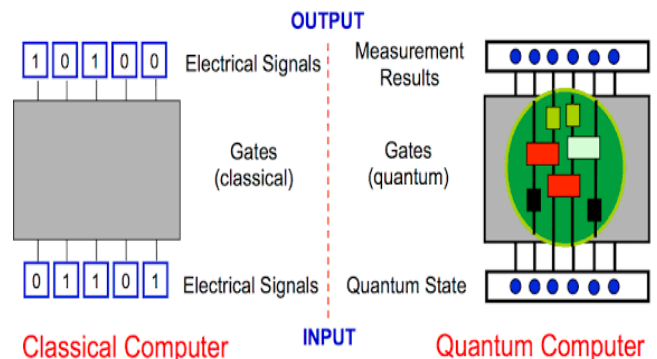 OUTPUT
1 0 1 0 0
Electrical Signals
Measurement
Results
Gates
(classical)
Gates
(quantum)
0 1 1 0 1
Electrical Signals
Quantum State
INPUT
Classical Computer
Quantum Computer